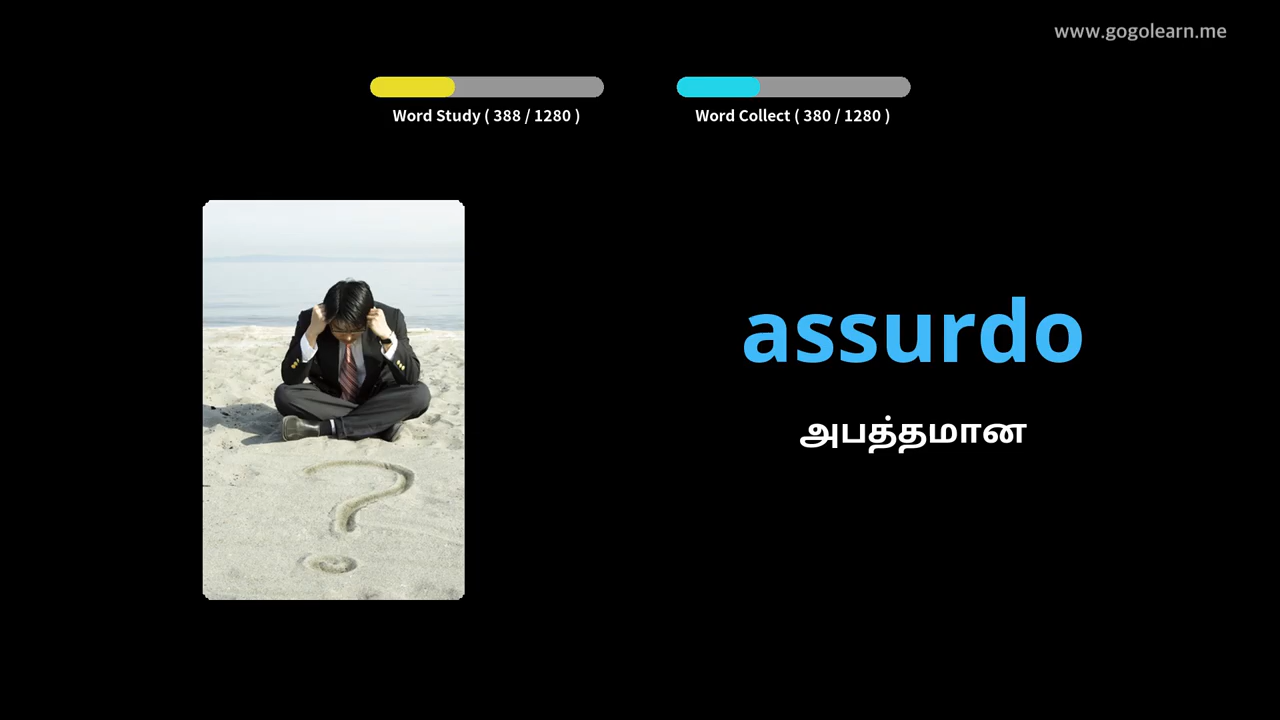 www.gogolearn.me
Word Study ( 388 / 1280 )
Word Collect ( 380 / 1280 )
assurdo
அபத்தமான
?